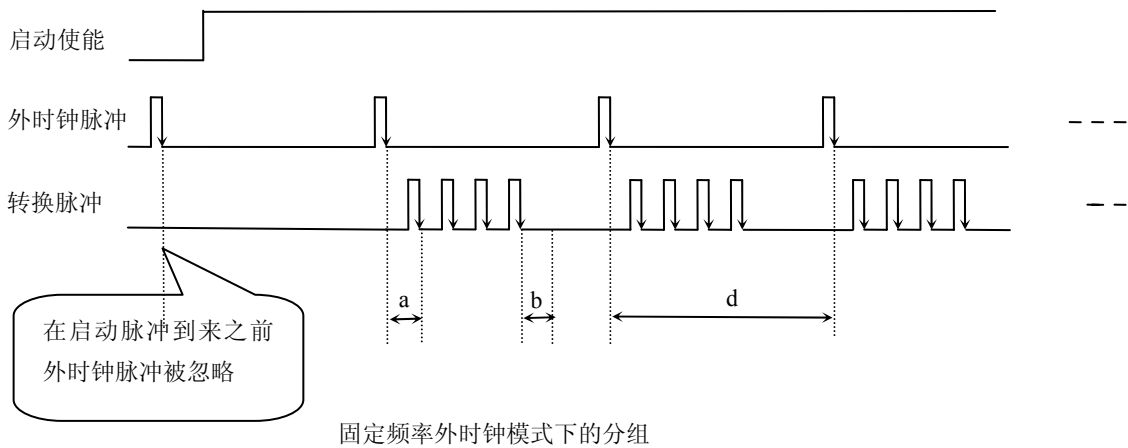 启动使能
外时钟脉冲
转换脉冲
a
b
d
在启动脉冲到来之前
外时钟脉冲被忽略
固定频率外时钟模式下的分组